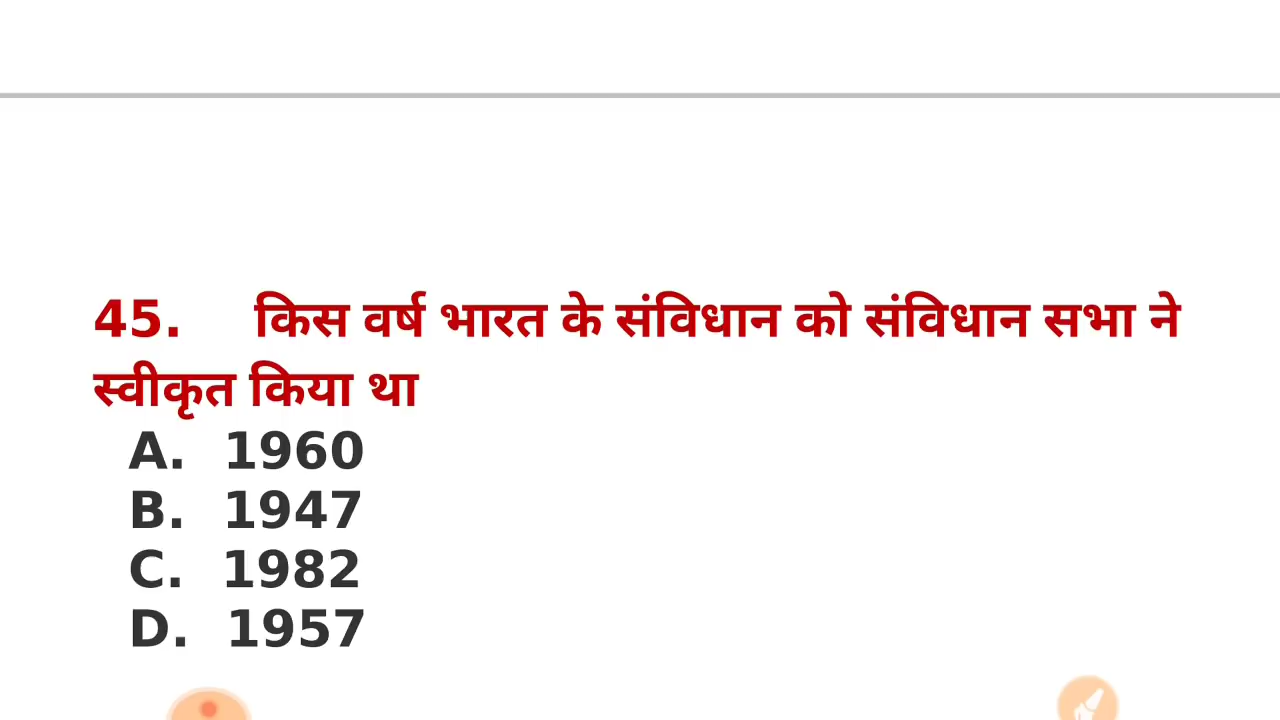 45. किस वर्ष भारत के संविधान को संविधान सभा ने
स्वीकृत किया था
A. 1960
B. 1947
C. 1982
D. 1957